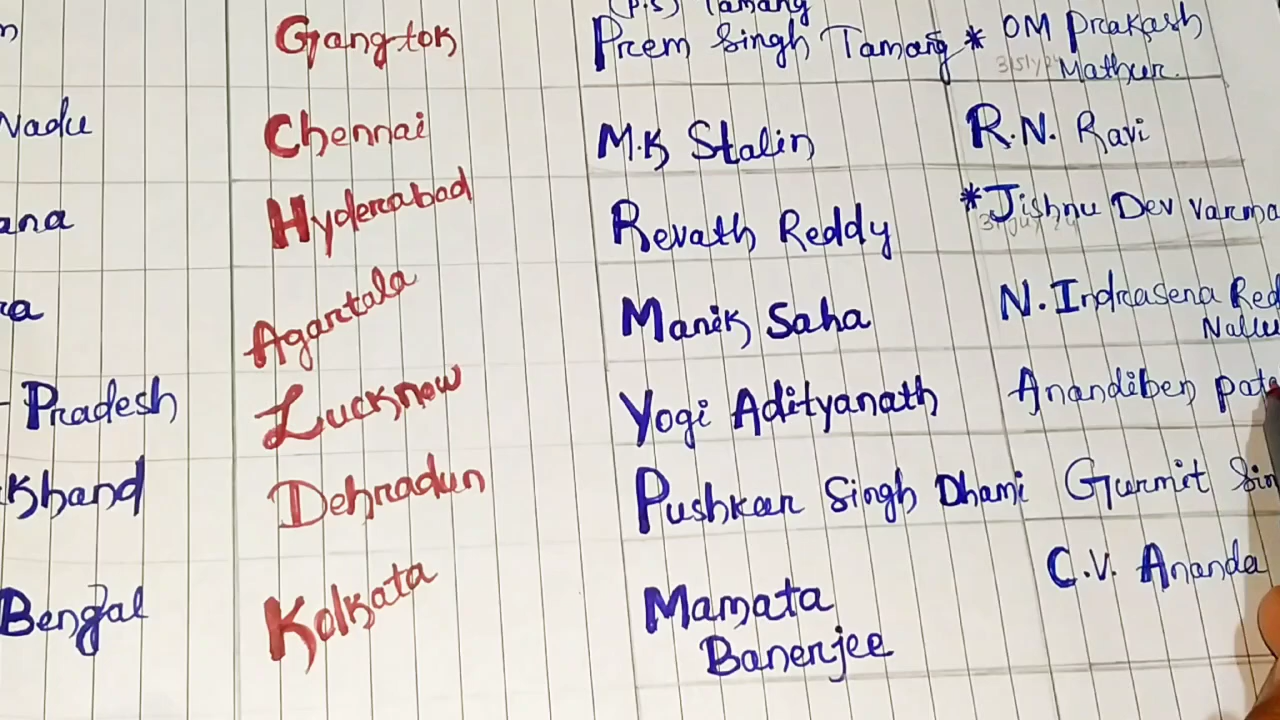 (P.S) Tamang
Gangtok Prem Singh Tamang * OM Prakash
Mathur.
Nadu Chennai M.K Stalin R.N. Ravi
ana Hyderabad Revath Reddy *Jishnu Dev Varma
ra Agartala Manik Saha N. Indrasena Red
Nallu
Pradesh Lucknow Yogi Adityanath Anandiben Pate
Khand Dehradun Pushkar Singh Dhami Gurmit Sin
Bengal Kolkata Mamata C.V. Ananda
Banerjee